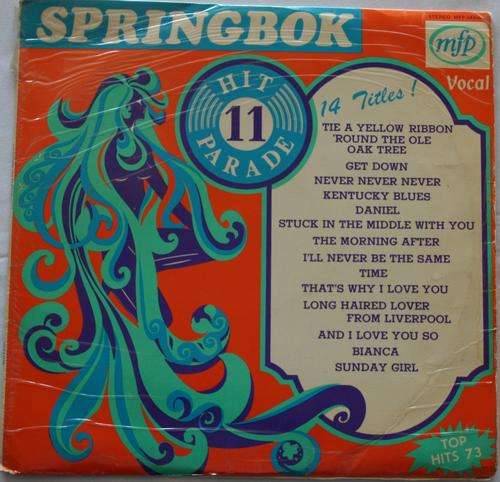 SPRINGBOK
HIT
11
PARADE
STEREO MFP
mfp
Vocal
14 Titles!
TIE A YELLOW RIBBON
'ROUND THE OLE
OAK TREE
GET DOWN
NEVER NEVER NEVER
KENTUCKY BLUES
DANIEL
STUCK IN THE MIDDLE WITH YOU
THE MORNING AFTER
I'LL NEVER BE THE SAME
TIME
THAT'S WHY I LOVE YOU
LONG HAIRED LOVER
FROM LIVERPOOL
AND I LOVE YOU SO
BIANCA
SUNDAY GIRL
TOP
HITS 73